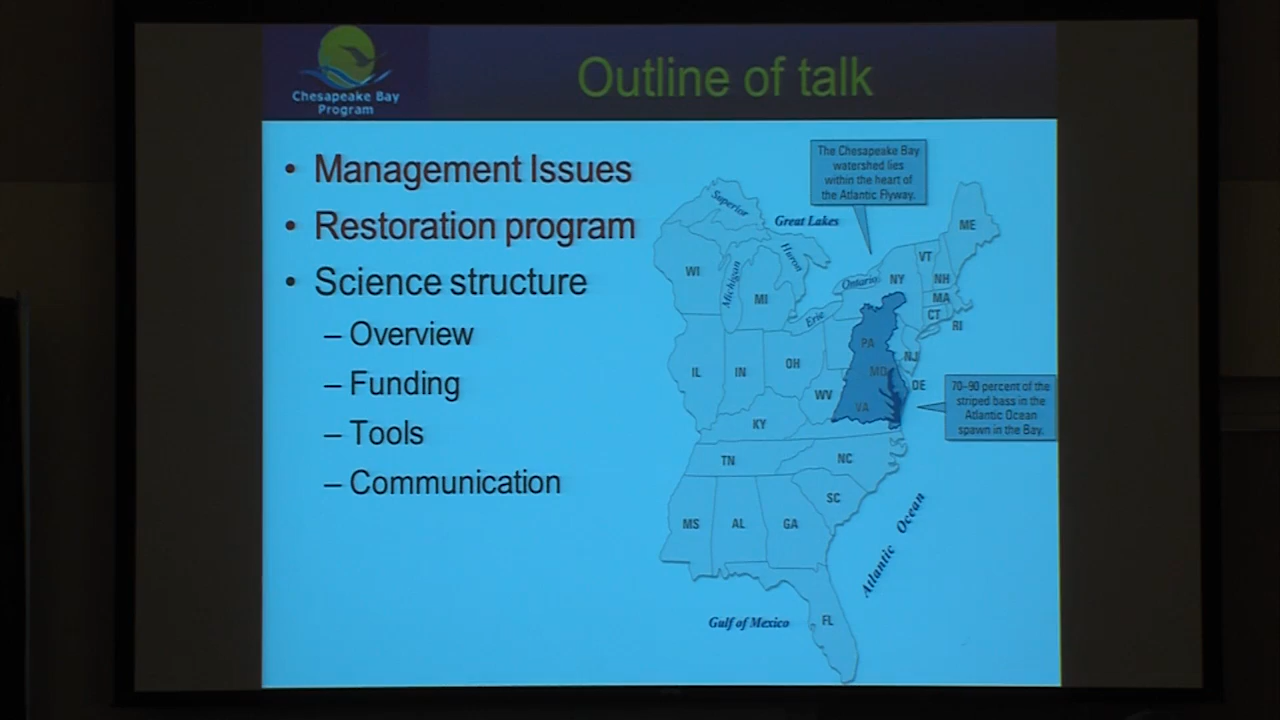 Chesapeake Bay
Program
Outline of talk
• Management Issues
• Restoration program
• Science structure
– Overview
– Funding
– Tools
– Communication
The Chesapeake Bay
watershed lies
within the heart of
the Atlantic Flyway.
Superior
Great Lakes
ME
Huron
VT
WI
Michigan
MI
Ontario
NY
NH
MA
CT
RI
Erie
PA
NJ
IL
IN
OH
MD
DE
WV
VA
70–90 percent of the
striped bass in the
Atlantic Ocean
spawn in the Bay.
KY
TN
NC
SC
MS
AL
GA
Atlantic Ocean
Gulf of Mexico
FL